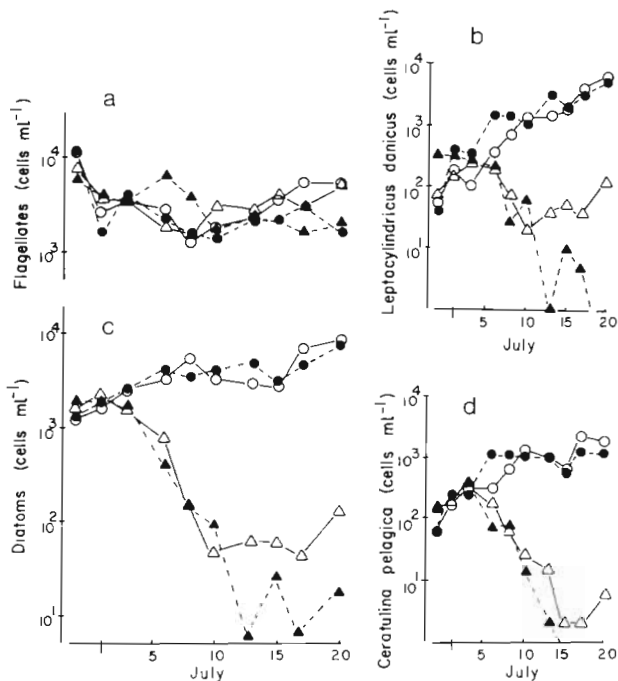 a
Flagellates (cells ml⁻¹)
10⁴
10³
b
Leptocylindricus danicus (cells ml⁻¹)
10⁴
10³
10²
10¹
5 10 15 20
July
c
Diatoms (cells ml⁻¹)
10⁴
10³
10²
10¹
5 10 15 20
July
d
Ceratulina pelagica (cells ml⁻¹)
10³
10²
10¹
5 10 15 20
July